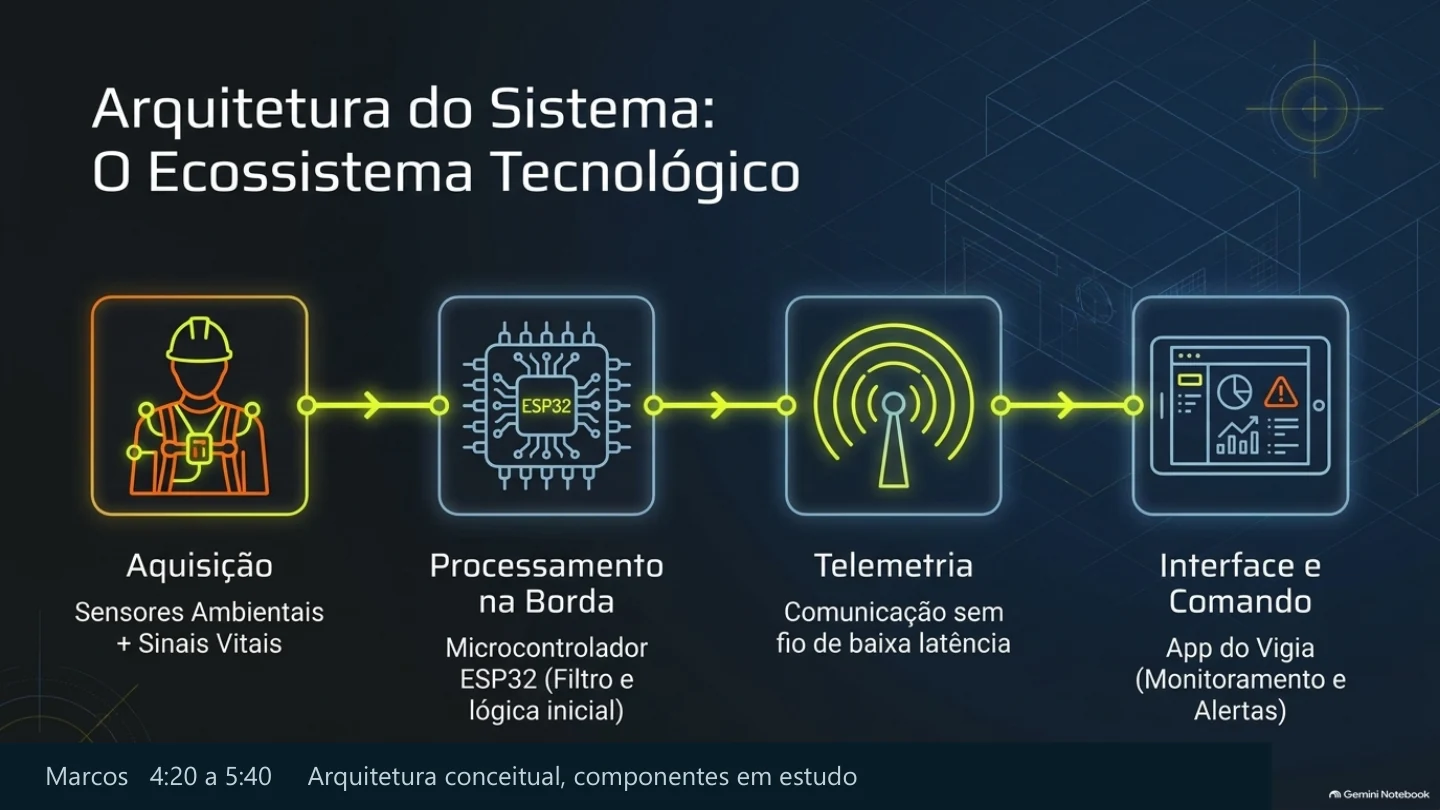 Arquitetura do Sistema:
O Ecossistema Tecnológico
ESP32
Aquisição
Sensores Ambientais
+ Sinais Vitais
Processamento
na Borda
Microcontrolador
ESP32 (Filtro e
lógica inicial)
Telemetria
Comunicação sem
fio de baixa latência
Interface e
Comando
App do Vigia
(Monitoramento e
Alertas)
Marcos 4:20 a 5:40 Arquitetura conceitual, componentes em estudo
Gemini Notebook